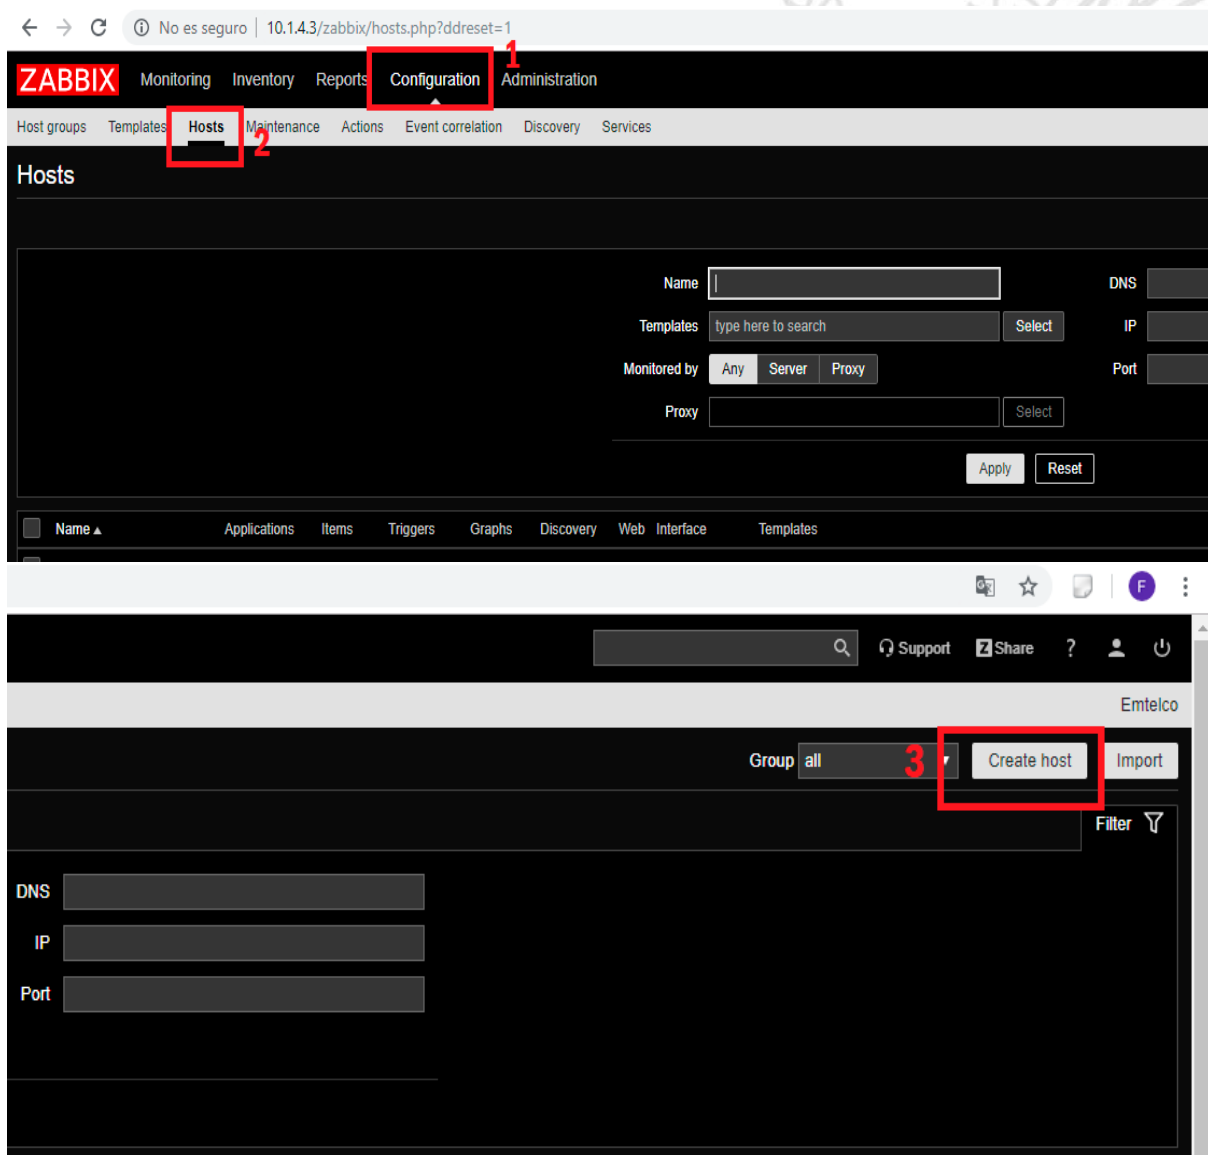 No es seguro | 10.1.4.3/zabbix/hosts.php?ddreset=1
1
ZABBIX Monitoring Inventory Reports Configuration Administration
Host groups Templates Hosts Maintenance Actions Event correlation Discovery Services
2
Hosts
Name DNS
Templates type here to search Select IP
Monitored by Any Server Proxy Port
Proxy Select
Apply Reset
Name ▲ Applications Items Triggers Graphs Discovery Web Interface Templates
F
Support Z Share ?
Emtelco
Group all 3 Create host Import
Filter
DNS
IP
Port